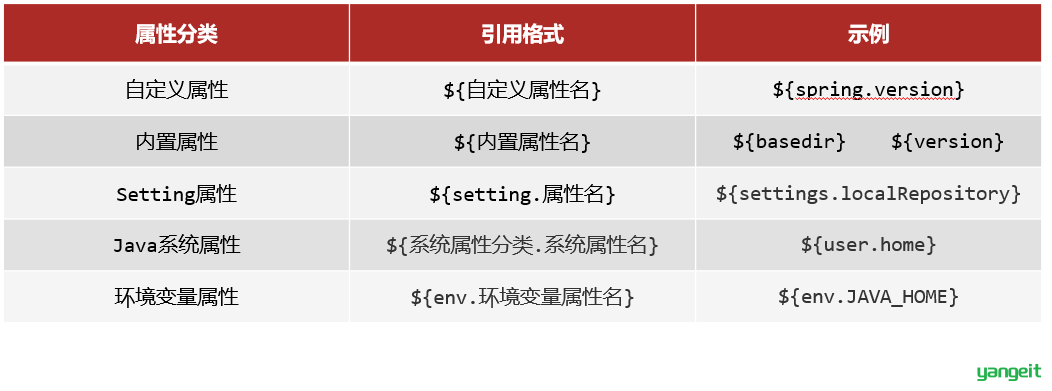 属性分类 引用格式 示例
自定义属性 ${自定义属性名} ${spring.version}
内置属性 ${内置属性名} ${basedir} ${version}
Setting属性 ${setting.属性名} ${settings.localRepository}
Java系统属性 ${系统属性分类.系统属性名} ${user.home}
环境变量属性 ${env.环境变量属性名} ${env.JAVA_HOME}
yangeit